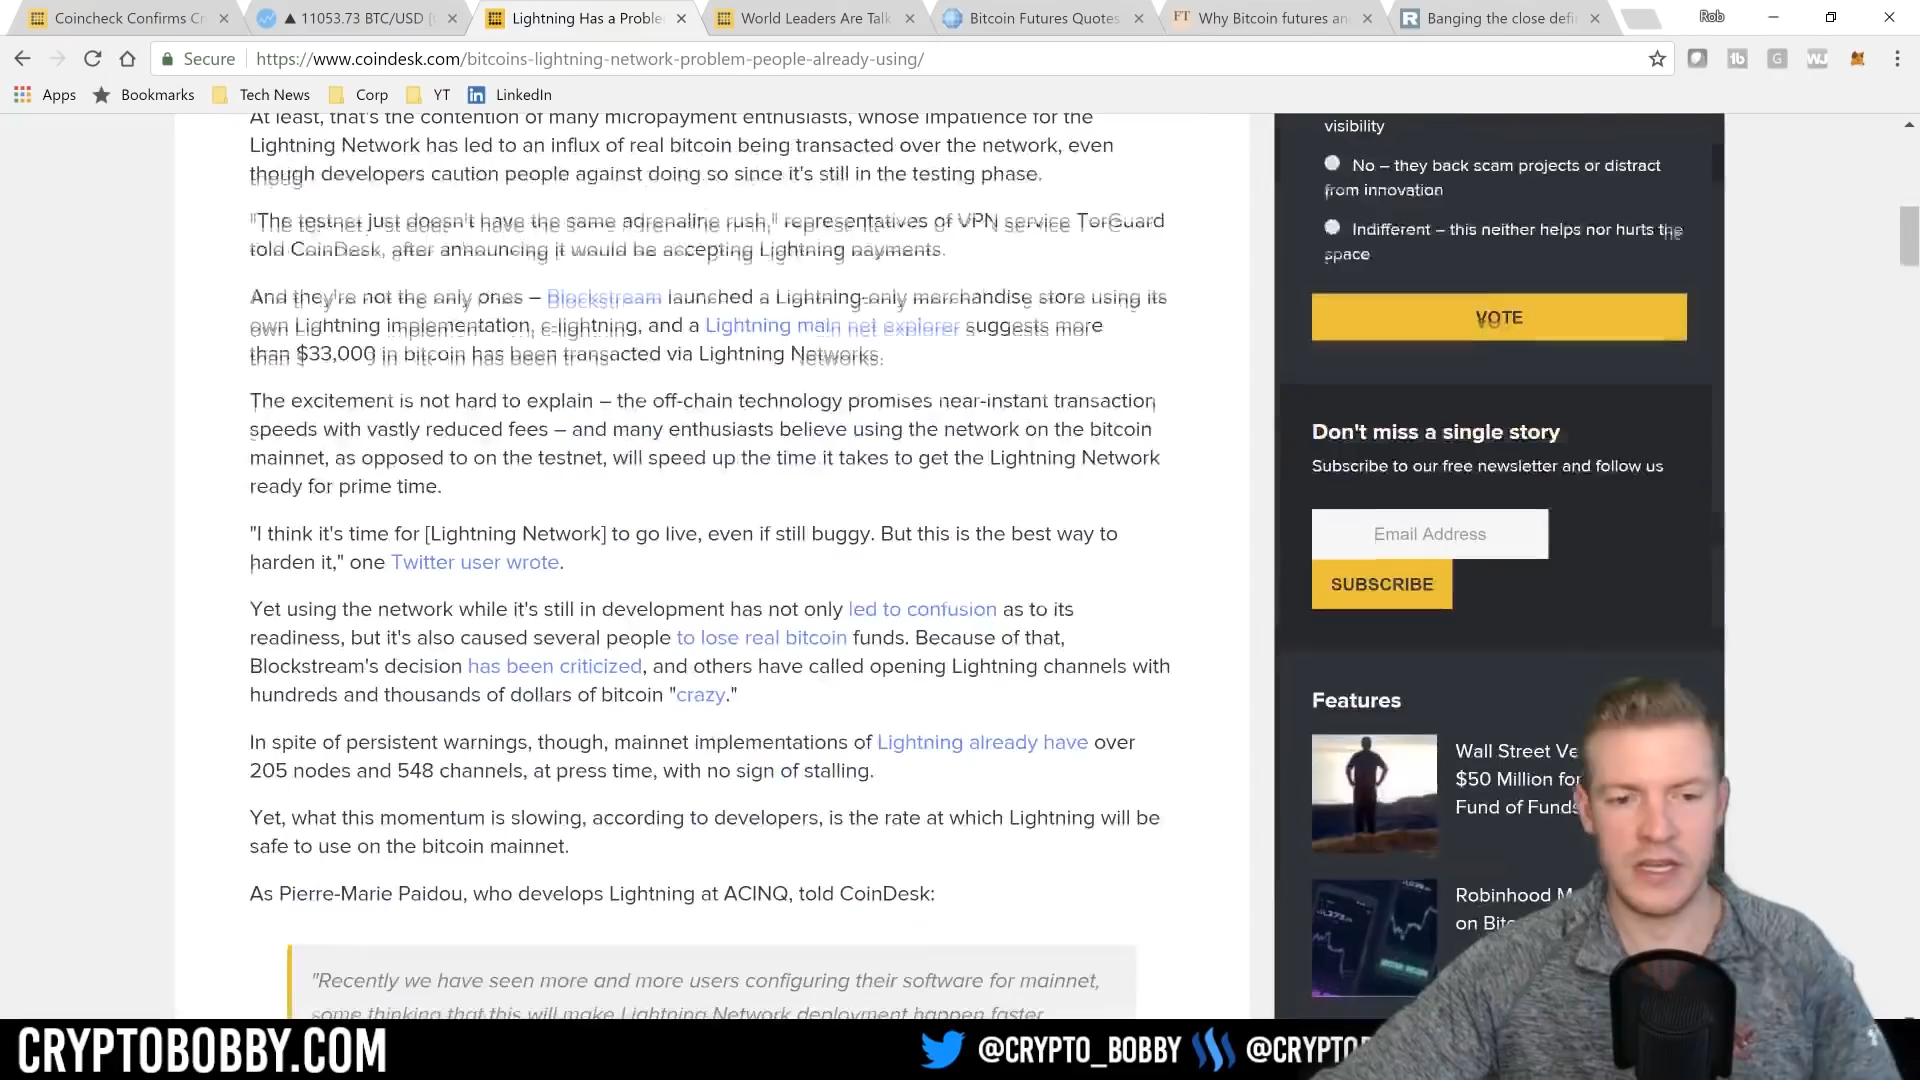 Coincheck Confirms Cr
▲ 11053.73 BTC/USD
Lightning Has a Proble
World Leaders Are Talk
Bitcoin Futures Quotes
FT
Why Bitcoin futures an
R
Banging the close defi
Rob
Secure
https://www.coindesk.com/bitcoins-lightning-network-problem-people-already-using/
1b
G
WJ
Apps
Bookmarks
Tech News
Corp
YT
in LinkedIn
At least, that's the contention of many micropayment enthusiasts, whose impatience for the
Lightning Network has led to an influx of real bitcoin being transacted over the network, even
though developers caution people against doing so since it's still in the testing phase.
"The testnet just doesn't have the same adrenaline rush," representatives of VPN service TorGuard
told CoinDesk, after announcing it would be accepting Lightning payments.
And they're not the only ones – Blockstream launched a Lightning-only merchandise store using its
own Lightning implementation, c-lightning, and a Lightning main net explorer suggests more
than $33,000 in bitcoin has been transacted via Lightning Networks.
The excitement is not hard to explain – the off-chain technology promises near-instant transaction
speeds with vastly reduced fees – and many enthusiasts believe using the network on the bitcoin
mainnet, as opposed to on the testnet, will speed up the time it takes to get the Lightning Network
ready for prime time.
"I think it's time for [Lightning Network] to go live, even if still buggy. But this is the best way to
harden it," one Twitter user wrote.
Yet using the network while it's still in development has not only led to confusion as to its
readiness, but it's also caused several people to lose real bitcoin funds. Because of that,
Blockstream's decision has been criticized, and others have called opening Lightning channels with
hundreds and thousands of dollars of bitcoin "crazy."
In spite of persistent warnings, though, mainnet implementations of Lightning already have over
205 nodes and 548 channels, at press time, with no sign of stalling.
Yet, what this momentum is slowing, according to developers, is the rate at which Lightning will be
safe to use on the bitcoin mainnet.
As Pierre-Marie Paidou, who develops Lightning at ACINQ, told CoinDesk:
"Recently we have seen more and more users configuring their software for mainnet,
some thinking that this will make Lightning Network deployment happen faster
visibility
No – they back scam projects or distract
from innovation
Indifferent – this neither helps nor hurts the
space
VOTE
Don't miss a single story
Subscribe to our free newsletter and follow us
Email Address
SUBSCRIBE
Features
Wall Street Ve
$50 Million for
Fund of Funds
Robinhood M
on Bitc
CRYPTOBOBBY.COM
@CRYPTO_BOBBY
@CRYPTOB